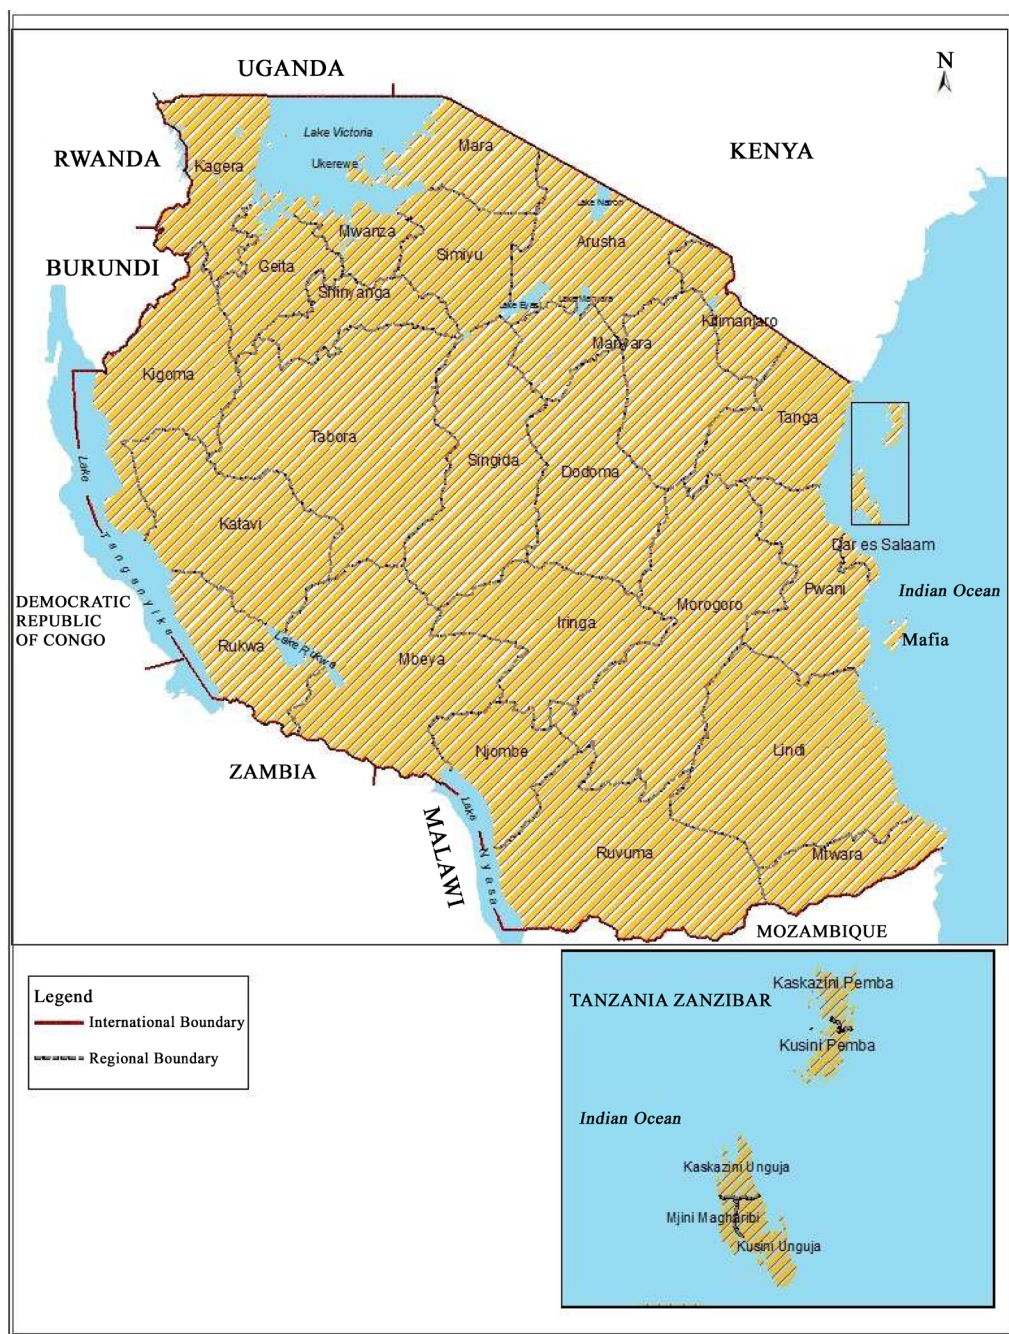 UGANDA
N
Lake Victoria
Mara
KENYA
RWANDA
Kagera
Ukerewe
Lake Natron
Mwanza
Arusha
Simiyu
BURUNDI
Geita
Shinyanga
Lake Eyasi
Lake Manyara
Kilimanjaro
Manyara
Kigoma
Tanga
Tabora
Singida
Dodoma
Lake Tanganyika
Katavi
Dar es Salaam
Pwani
Indian Ocean
DEMOCRATIC
REPUBLIC
OF CONGO
Morogoro
Iringa
Mafia
Rukwa
Lake Rukwa
Mbeya
Njombe
Lindi
ZAMBIA
Lake Nyasa
MALAWI
Ruvuma
Mtwara
MOZAMBIQUE
Legend
International Boundary
Regional Boundary
TANZANIA ZANZIBAR
Kaskazini Pemba
Kusini Pemba
Indian Ocean
Kaskazini Unguja
Mjini Magharibi
Kusini Unguja